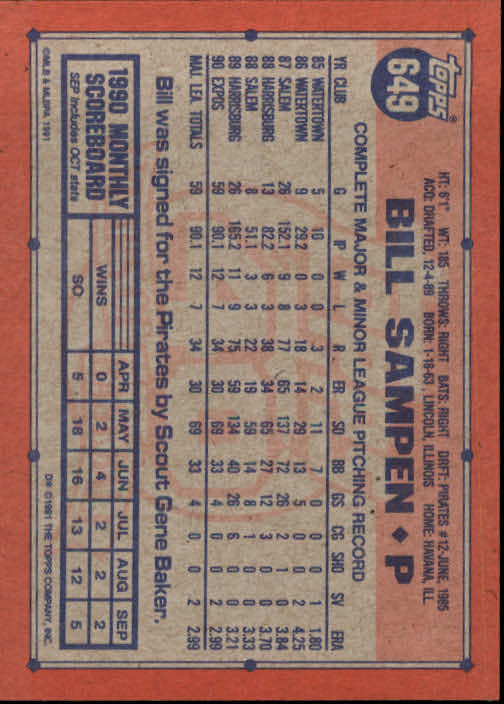 TOPPS®
649
HT: 6'1" WT: 185 THROWS: RIGHT BATS: RIGHT DRFT: PIRATES #12-JUNE, 1985
ACQ: DRAFTED, 12-4-89 BORN: 1-18-63, LINCOLN, ILLINOIS HOME: HAVANA, ILL.
BILL SAMPEN ◆ P
COMPLETE MAJOR & MINOR LEAGUE PITCHING RECORD
YR CLUB G IP W L R ER SO BB GS CG SHO SV ERA
85 WATERTOWN 5 10 0 0 3 2 11 7 0 0 0 1 1.80
86 WATERTOWN 9 29.2 0 3 18 14 29 13 5 0 0 2 4.25
87 SALEM 26 152.1 9 8 77 65 137 72 26 2 1 0 3.84
88 HARRISBURG 13 82.2 6 3 38 34 65 27 12 3 0 0 3.70
88 SALEM 8 51.1 3 3 22 19 59 14 8 1 0 0 3.33
89 HARRISBURG 26 165.2 11 9 75 59 134 40 26 6 0 0 3.21
90 EXPOS 59 90.1 12 7 34 30 69 33 4 0 0 2 2.99
MAJ. LEA. TOTALS 59 90.1 12 7 34 30 69 33 4 0 0 2 2.99
Bill was signed for the Pirates by Scout Gene Baker.
1990 MONTHLY SCOREBOARD
SEP includes OCT stats
APR MAY JUN JUL AUG SEP
WINS 0 2 4 2 2 2
SO 5 18 16 13 12 5
©MLB & MLBPA 1991
D* © 1991 THE TOPPS COMPANY, INC.